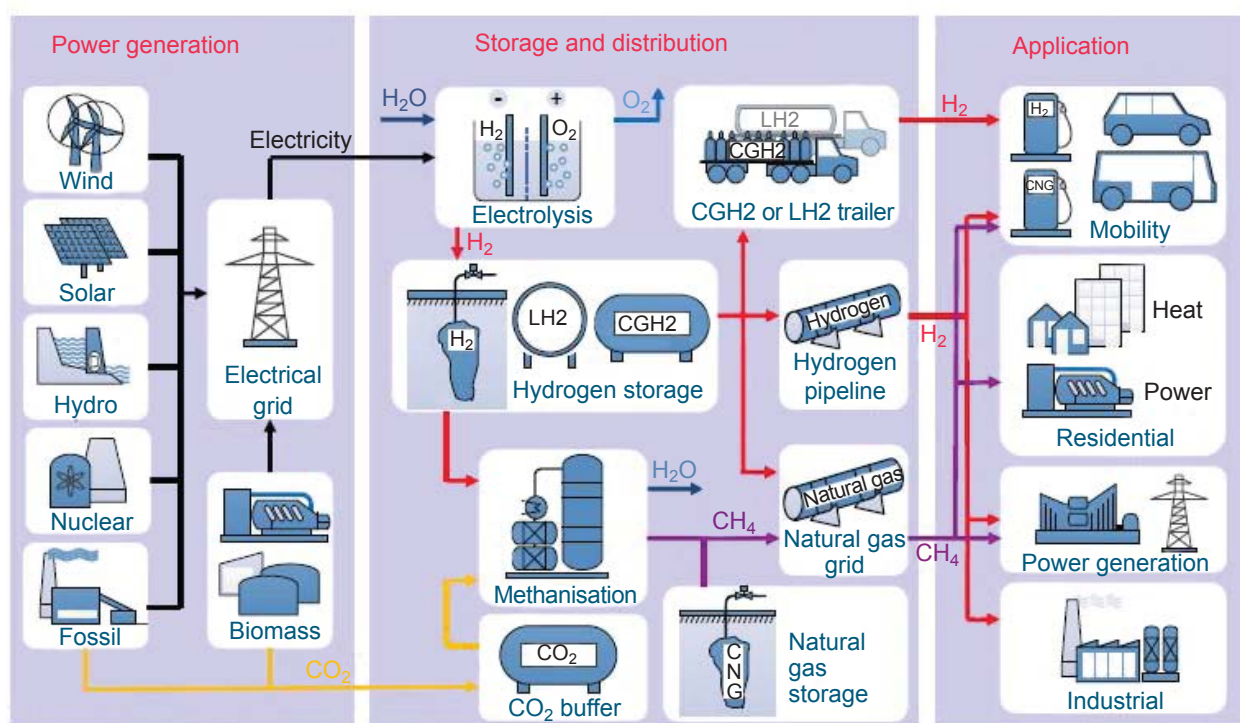 Power generation
Wind
Solar
Hydro
Nuclear
Fossil
Electricity
Electrical
grid
Biomass
CO₂
Storage and distribution
H₂O
- +
O₂
H₂ O₂
Electrolysis
H₂
LH2
CGH2
CGH2 or LH2 trailer
H₂
LH2
CGH2
Hydrogen storage
Hydrogen
Hydrogen
pipeline
H₂
Methanisation
H₂O
CH₄
Natural gas
Natural gas
grid
CH₄
CO₂
CO₂ buffer
C
N
G
Natural
gas
storage
Application
H₂
H₂
CNG
Mobility
Heat
Power
Residential
Power generation
Industrial